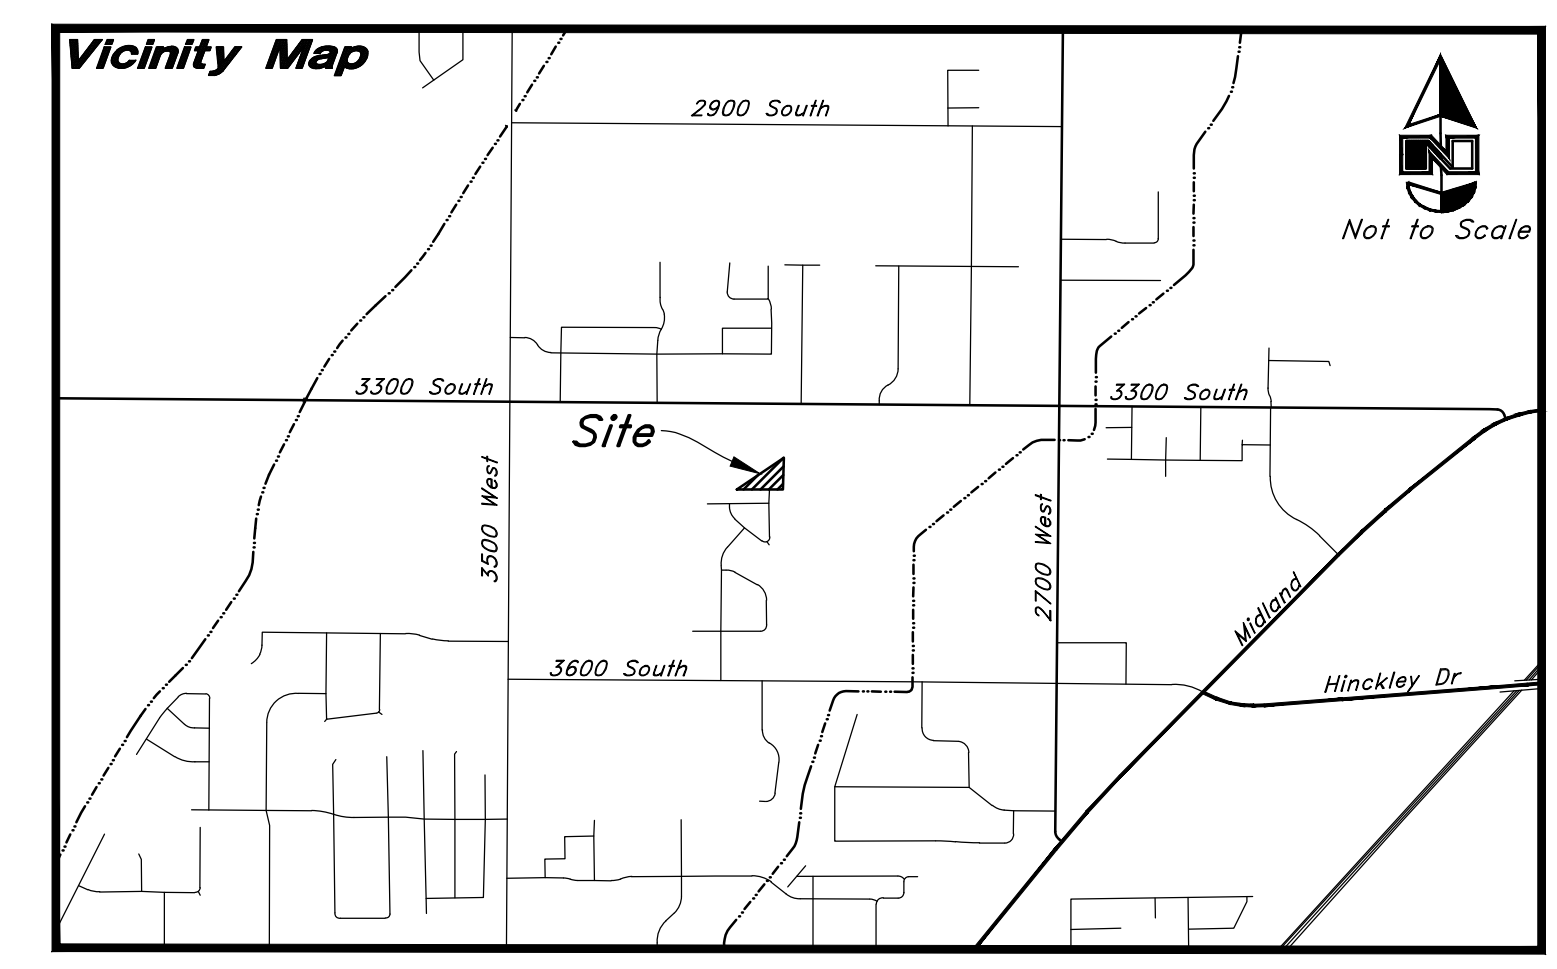 Vicinity Map
2900 South
N
Not to Scale
3300 South
3300 South
Site
3500 West
2700 West
Midland
3600 South
Hinckley Dr